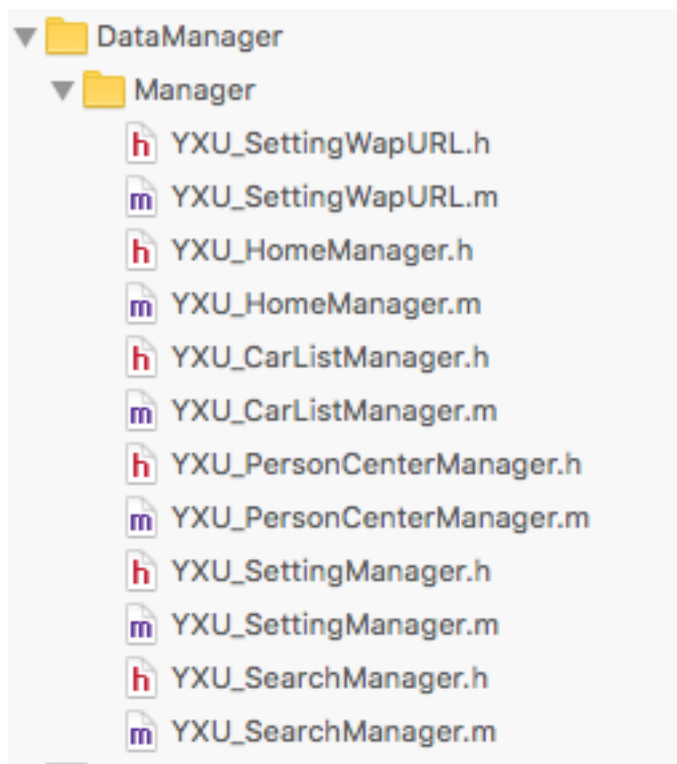 DataManager
Manager
h YXU_SettingWapURL.h
m YXU_SettingWapURL.m
h YXU_HomeManager.h
m YXU_HomeManager.m
h YXU_CarListManager.h
m YXU_CarListManager.m
h YXU_PersonCenterManager.h
m YXU_PersonCenterManager.m
h YXU_SettingManager.h
m YXU_SettingManager.m
h YXU_SearchManager.h
m YXU_SearchManager.m